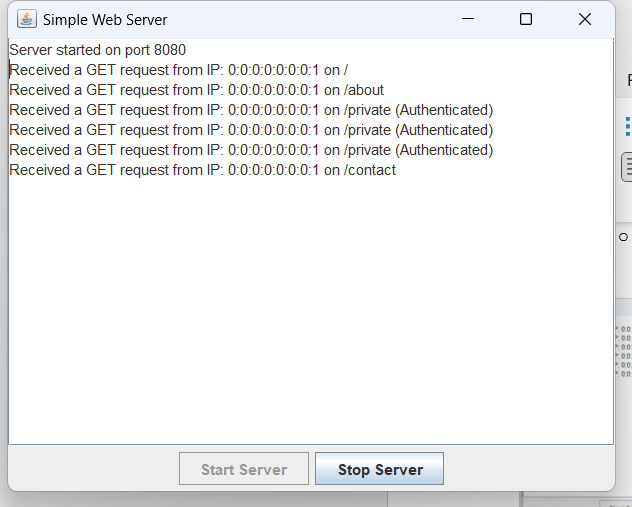 Simple Web Server
Server started on port 8080
Received a GET request from IP: 0:0:0:0:0:0:0:1 on /
Received a GET request from IP: 0:0:0:0:0:0:0:1 on /about
Received a GET request from IP: 0:0:0:0:0:0:0:1 on /private (Authenticated)
Received a GET request from IP: 0:0:0:0:0:0:0:1 on /private (Authenticated)
Received a GET request from IP: 0:0:0:0:0:0:0:1 on /private (Authenticated)
Received a GET request from IP: 0:0:0:0:0:0:0:1 on /contact
Start Server
Stop Server